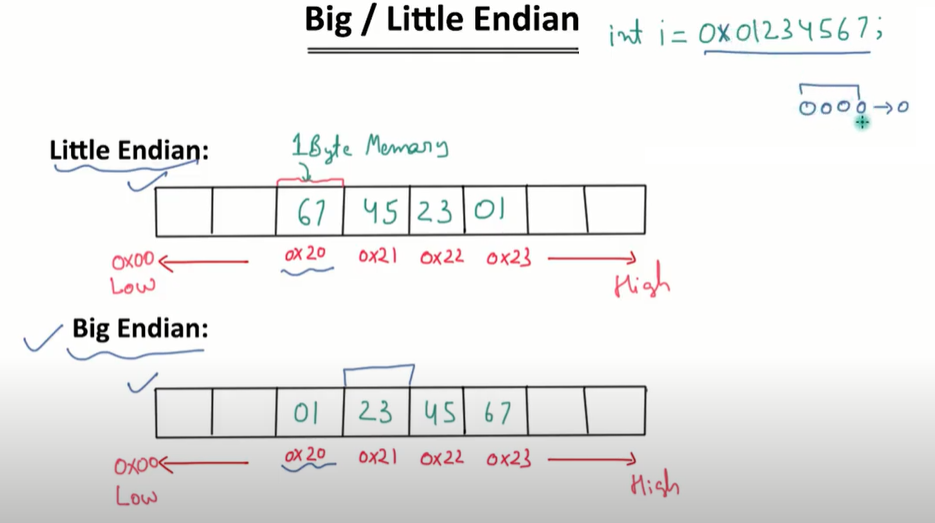 Big / Little Endian
int i = 0x01234567;
0000→0
Little Endian:
1Byte Memary
67 45 23 01
0x00 0x20 0x21 0x22 0x23
Low High
Big Endian:
01 23 45 67
0x00 0x20 0x21 0x22 0x23
Low High